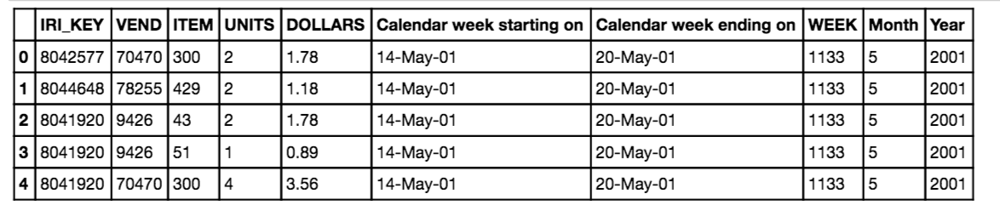 IRI_KEY VEND ITEM UNITS DOLLARS Calendar week starting on Calendar week ending on WEEK Month Year
0 8042577 70470 300 2 1.78 14-May-01 20-May-01 1133 5 2001
1 8044648 78255 429 2 1.18 14-May-01 20-May-01 1133 5 2001
2 8041920 9426 43 2 1.78 14-May-01 20-May-01 1133 5 2001
3 8041920 9426 51 1 0.89 14-May-01 20-May-01 1133 5 2001
4 8041920 70470 300 4 3.56 14-May-01 20-May-01 1133 5 2001